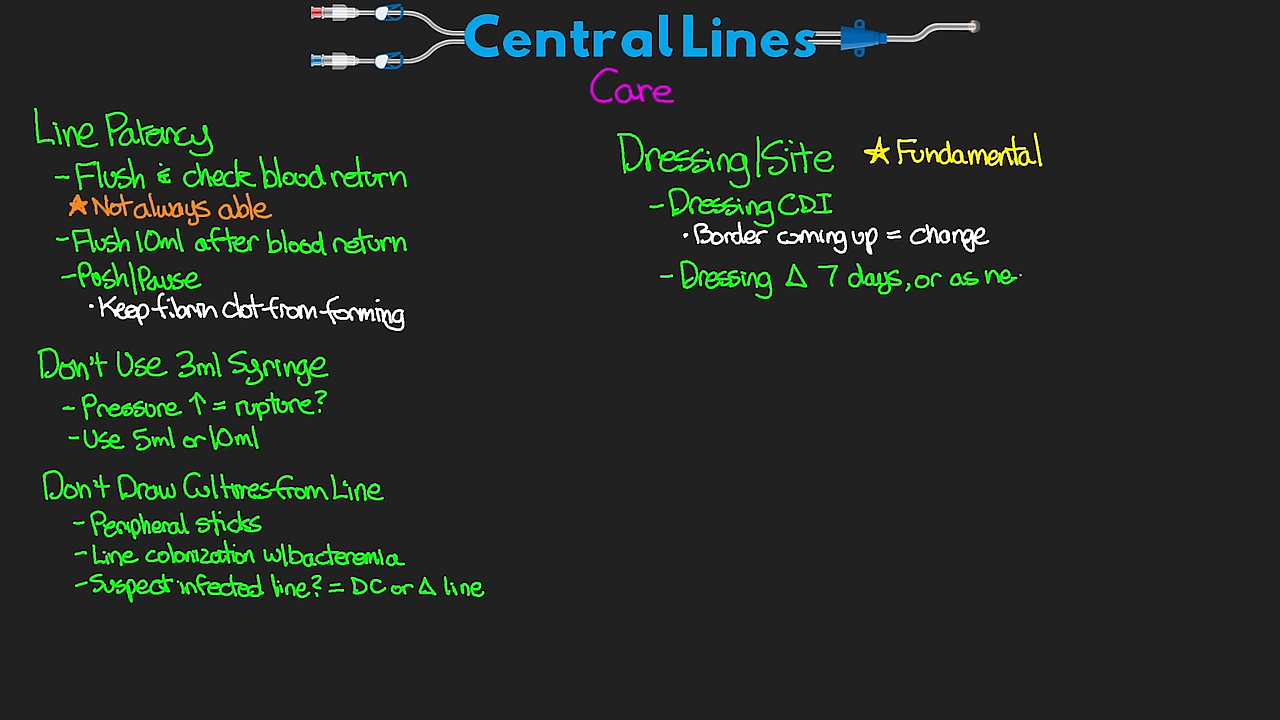 Central Lines
Care
Line Patency
- Flush & check blood return
★ Not always able
- Flush 10ml after blood return
- Push/Pause
· Keep fibrin clot from forming
Don't Use 3ml Syringe
- Pressure ↑ = rupture?
- Use 5ml or 10ml
Don't Draw Cultures from Line
- Peripheral sticks
- Line colonization w/bacteremia
- Suspect infected line? = DC or Δ line
Dressing/Site ★ Fundamental
- Dressing CDI
· Border coming up = change
- Dressing Δ 7 days, or as ne